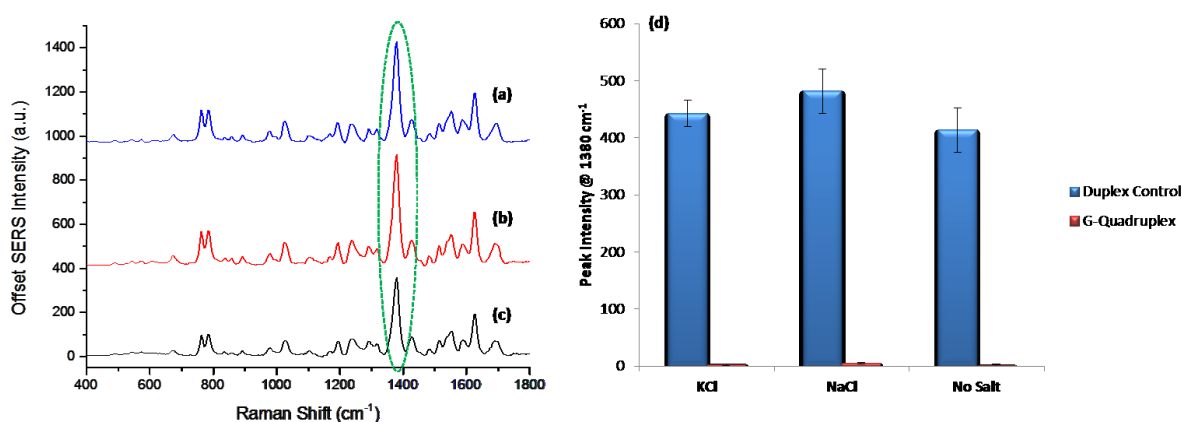 1400
1200
1000
800
600
400
200
0
Offset SERS Intensity (a.u.)
(a)
(b)
(c)
400 600 800 1000 1200 1400 1600 1800
Raman Shift (cm⁻¹)
(d)
600
500
400
300
200
100
0
Peak Intensity @ 1380 cm⁻¹
KCl NaCl No Salt
Duplex Control
G-Quadruplex